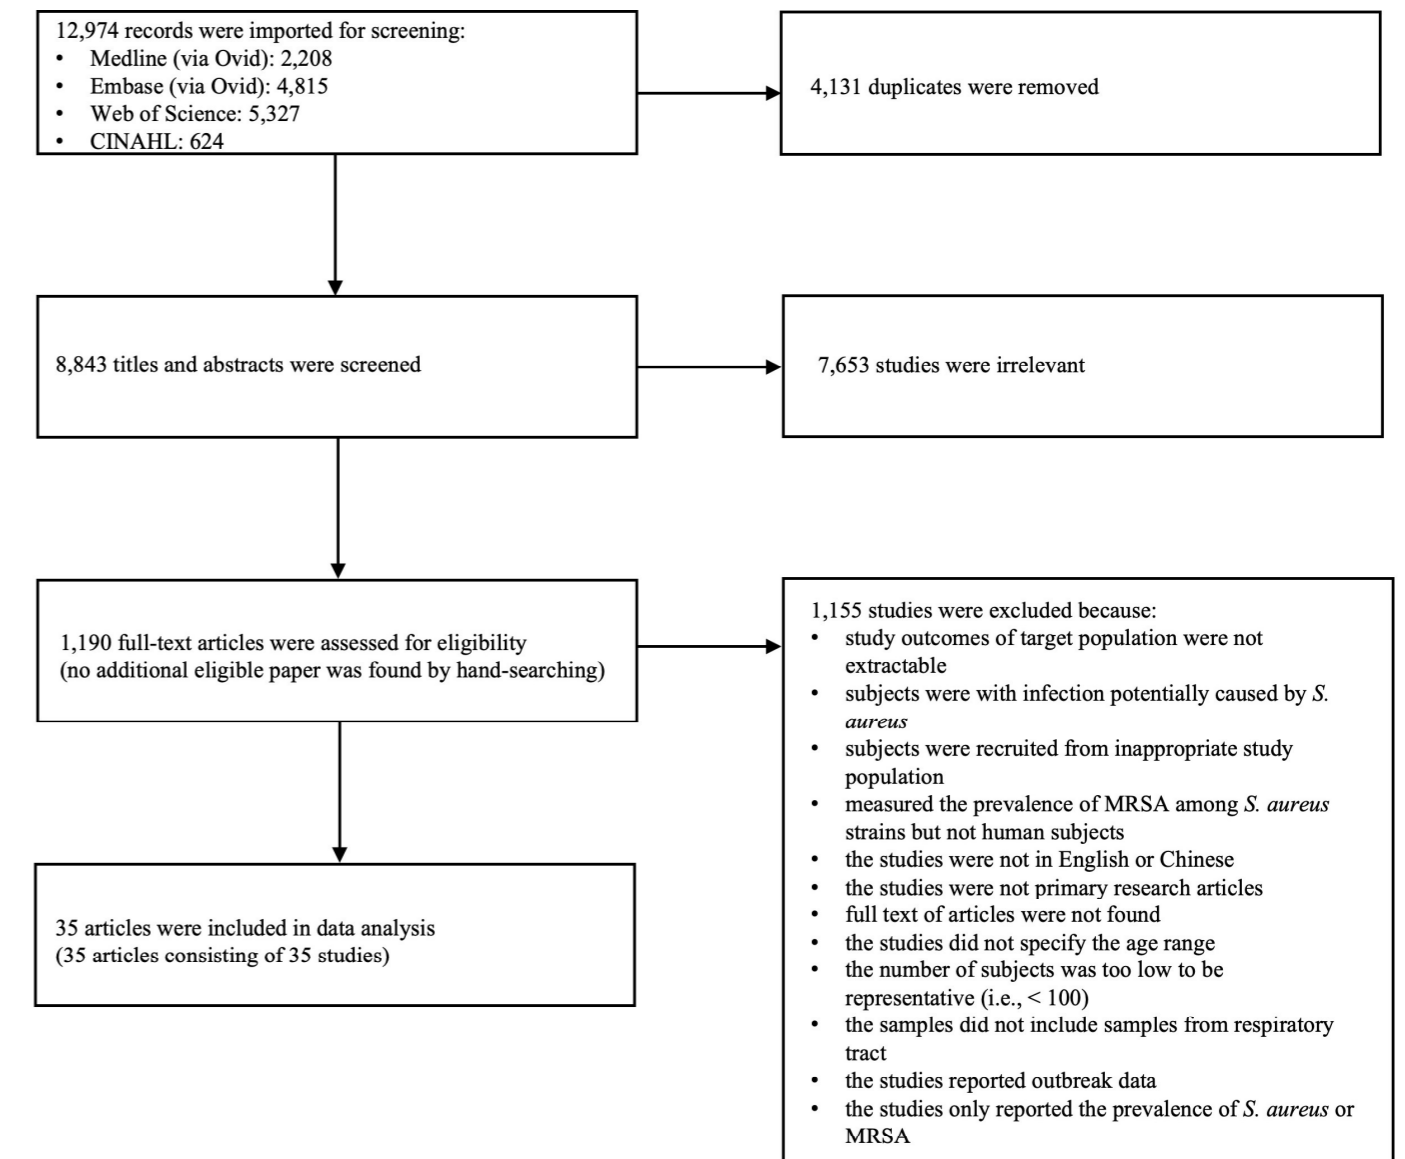 12,974 records were imported for screening:
• Medline (via Ovid): 2,208
• Embase (via Ovid): 4,815
• Web of Science: 5,327
• CINAHL: 624
4,131 duplicates were removed
8,843 titles and abstracts were screened
7,653 studies were irrelevant
1,190 full-text articles were assessed for eligibility
(no additional eligible paper was found by hand-searching)
1,155 studies were excluded because:
• study outcomes of target population were not
extractable
• subjects were with infection potentially caused by S.
aureus
• subjects were recruited from inappropriate study
population
• measured the prevalence of MRSA among S. aureus
strains but not human subjects
• the studies were not in English or Chinese
• the studies were not primary research articles
• full text of articles were not found
• the studies did not specify the age range
• the number of subjects was too low to be
representative (i.e., < 100)
• the samples did not include samples from respiratory
tract
• the studies reported outbreak data
• the studies only reported the prevalence of S. aureus or
MRSA
35 articles were included in data analysis
(35 articles consisting of 35 studies)